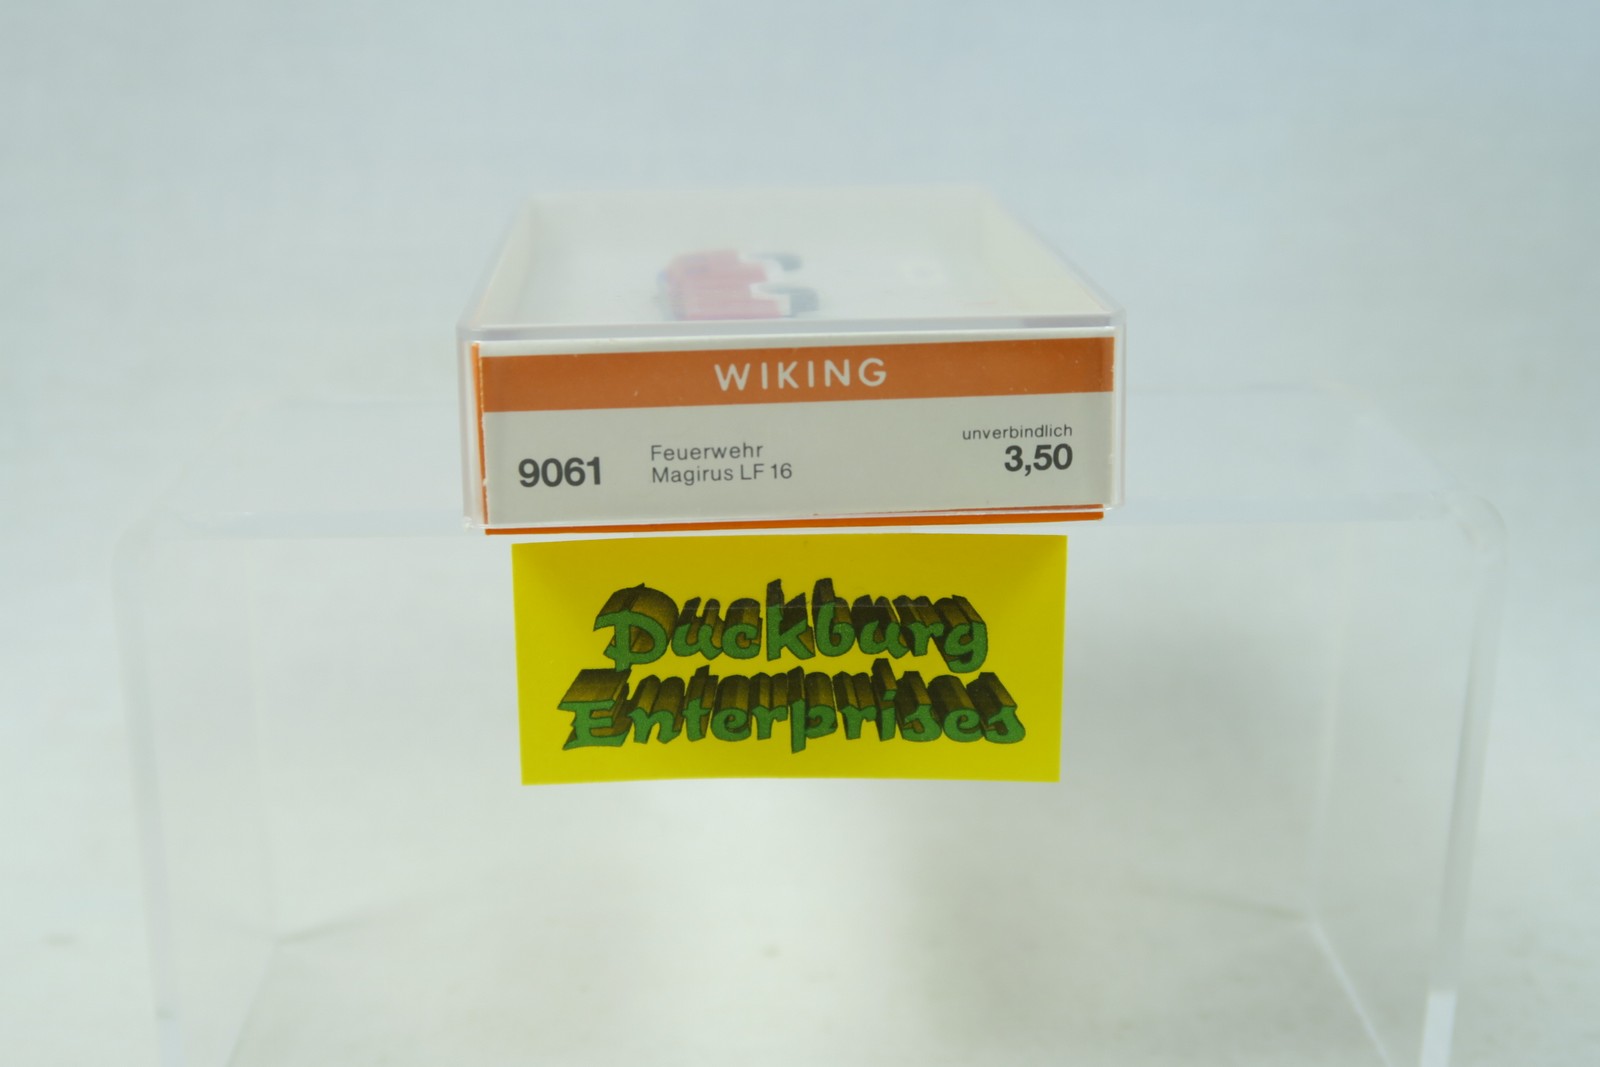 WIKING
9061
Feuerwehr
Magirus LF 16
unverbindlich
3,50
Duckburg
Enterprises